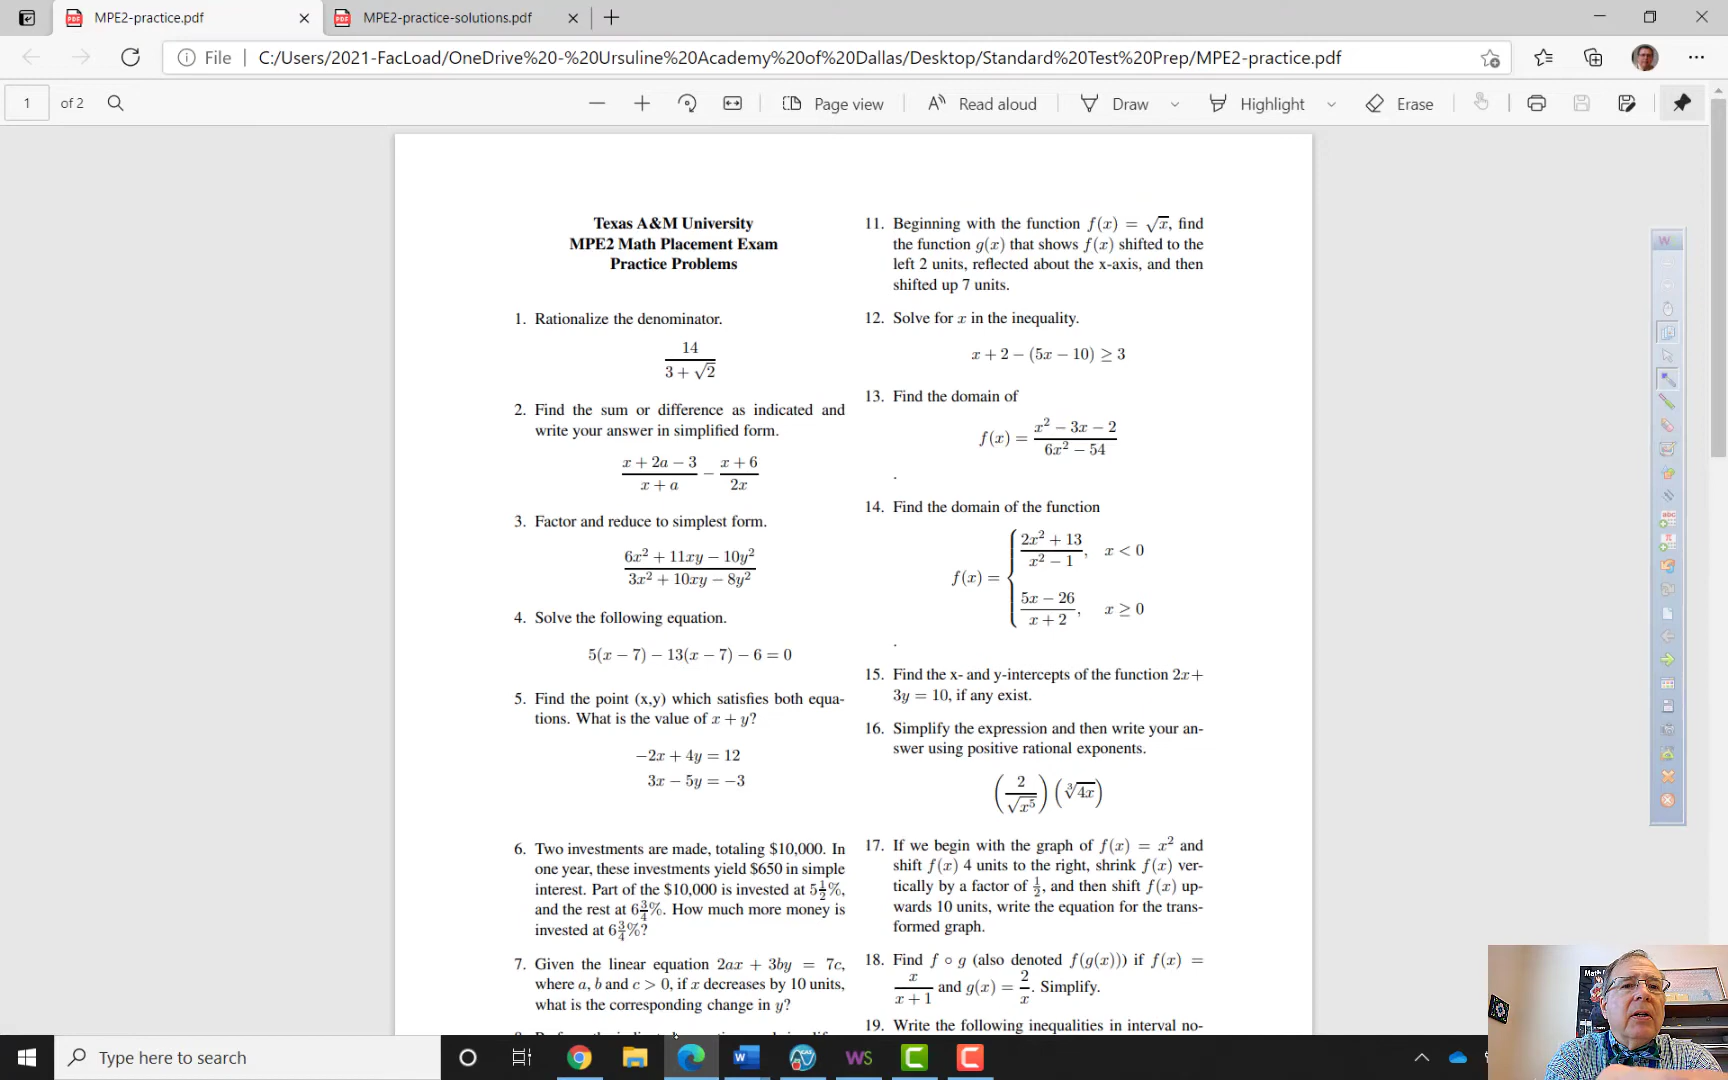 MPE2-practice.pdf
MPE2-practice-solutions.pdf
File
C:/Users/2021-FacLoad/OneDrive%20-%20Ursuline%20Academy%20of%20Dallas/Desktop/Standard%20Test%20Prep/MPE2-practice.pdf
1 of 2
Page view
Read aloud
Draw
Highlight
Erase
Texas A&M University
MPE2 Math Placement Exam
Practice Problems
1. Rationalize the denominator.
14
3 + √2
2. Find the sum or difference as indicated and
write your answer in simplified form.
x + 2a − 3 − x + 6
x + a 2x
3. Factor and reduce to simplest form.
6x² + 11xy − 10y²
3x² + 10xy − 8y²
4. Solve the following equation.
5(x − 7) − 13(x − 7) − 6 = 0
5. Find the point (x,y) which satisfies both equa-
tions. What is the value of x + y?
−2x + 4y = 12
3x − 5y = −3
6. Two investments are made, totaling $10,000. In
one year, these investments yield $650 in simple
interest. Part of the $10,000 is invested at 5½%,
and the rest at 6¾%. How much more money is
invested at 6¾%?
7. Given the linear equation 2ax + 3by = 7c,
where a, b and c > 0, if x decreases by 10 units,
what is the corresponding change in y?
11. Beginning with the function f(x) = √x, find
the function g(x) that shows f(x) shifted to the
left 2 units, reflected about the x-axis, and then
shifted up 7 units.
12. Solve for x in the inequality.
x + 2 − (5x − 10) ≥ 3
13. Find the domain of
f(x) = x² − 3x − 2
6x² − 54
.
14. Find the domain of the function
2x² + 13
x² − 1, x < 0
f(x) =
5x − 26
x + 2, x ≥ 0
.
15. Find the x- and y-intercepts of the function 2x+
3y = 10, if any exist.
16. Simplify the expression and then write your an-
swer using positive rational exponents.
(2/√x⁵)(∛4x)
17. If we begin with the graph of f(x) = x² and
shift f(x) 4 units to the right, shrink f(x) ver-
tically by a factor of ½, and then shift f(x) up-
wards 10 units, write the equation for the trans-
formed graph.
18. Find f ∘ g (also denoted f(g(x))) if f(x) =
x/(x + 1) and g(x) = 2/x. Simplify.
19. Write the following inequalities in interval no-
Type here to search
WS